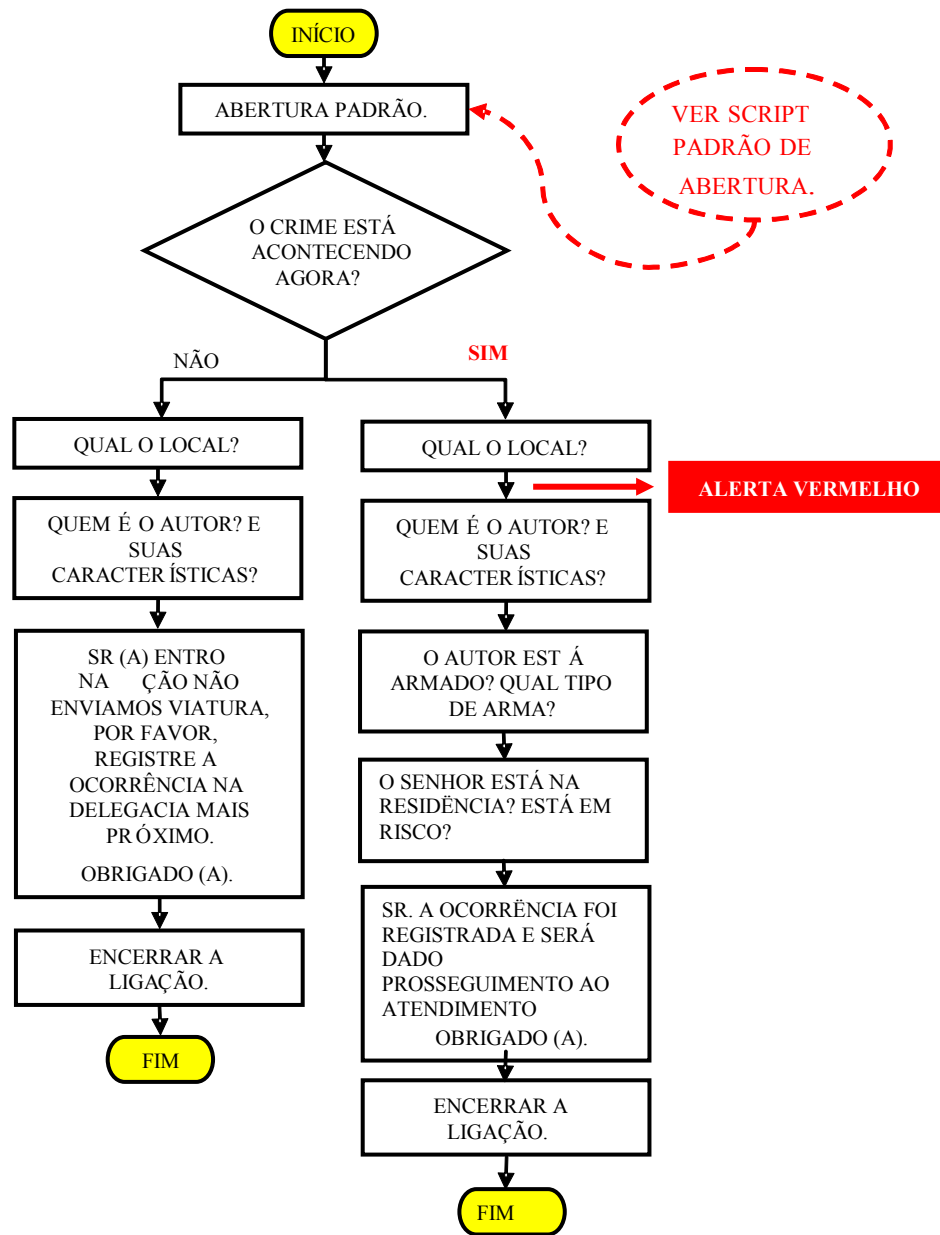 INÍCIO
ABERTURA PADRÃO.
VER SCRIPT
PADRÃO DE
ABERTURA.
O CRIME ESTÁ
ACONTECENDO
AGORA?
NÃO
SIM
QUAL O LOCAL?
QUEM É O AUTOR? E
SUAS
CARACTER ÍSTICAS?
SR (A) ENTRO
NA ÇÃO NÃO
ENVIAMOS VIATURA,
POR FAVOR,
REGISTRE A
OCORRÊNCIA NA
DELEGACIA MAIS
PR ÓXIMO.
OBRIGADO (A).
ENCERRAR A
LIGAÇÃO.
FIM
QUAL O LOCAL?
ALERTA VERMELHO
QUEM É O AUTOR? E
SUAS
CARACTER ÍSTICAS?
O AUTOR EST Á
ARMADO? QUAL TIPO
DE ARMA?
O SENHOR ESTÁ NA
RESIDËNCIA? ESTÁ EM
RISCO?
SR. A OCORRËNCIA FOI
REGISTRADA E SERÁ
DADO
PROSSEGUIMENTO AO
ATENDIMENTO
OBRIGADO (A).
ENCERRAR A
LIGAÇÃO.
FIM